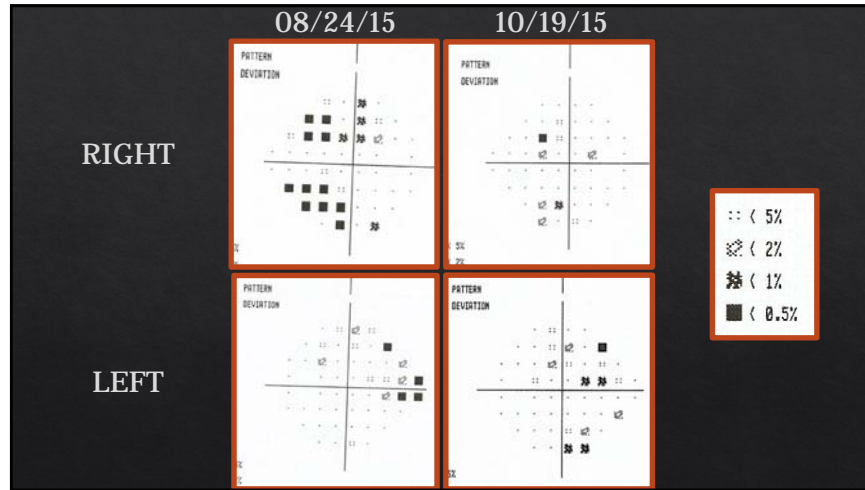 08/24/15
10/19/15
RIGHT
PATTERN
DEVIATION
%
PATTERN
DEVIATION
< 5%
< 2%
LEFT
PATTERN
DEVIATION
%
%
PATTERN
DEVIATION
5%
:: < 5%
< 2%
< 1%
< 0.5%